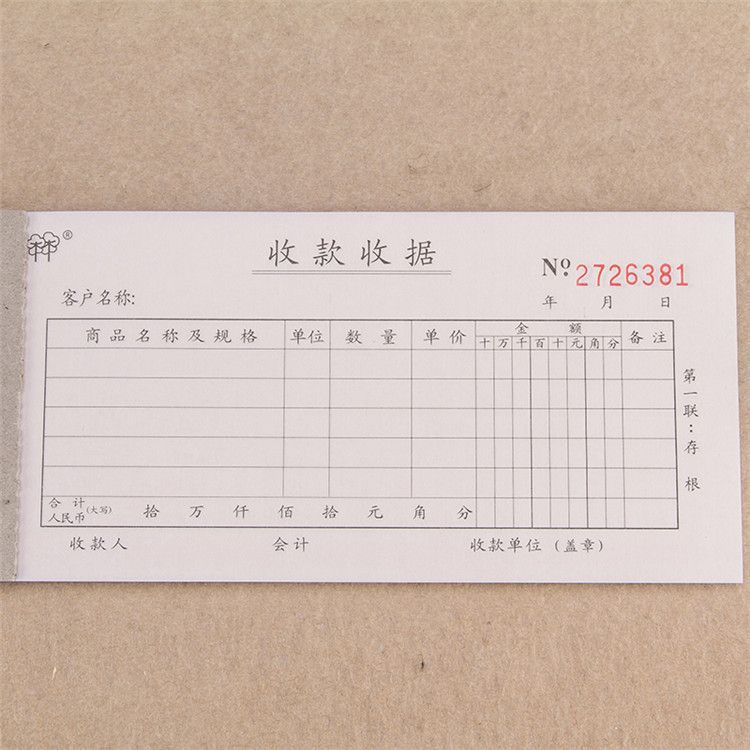 林®
收款收据
№ 2726381
客户名称:
年 月 日
商品名称及规格 单位 数量 单价 金额 备注
十 万 千 百 十 元 角 分
合计
人民币(大写) 拾 万 仟 佰 拾 元 角 分
收款人 会计 收款单位(盖章)
第一联:存根